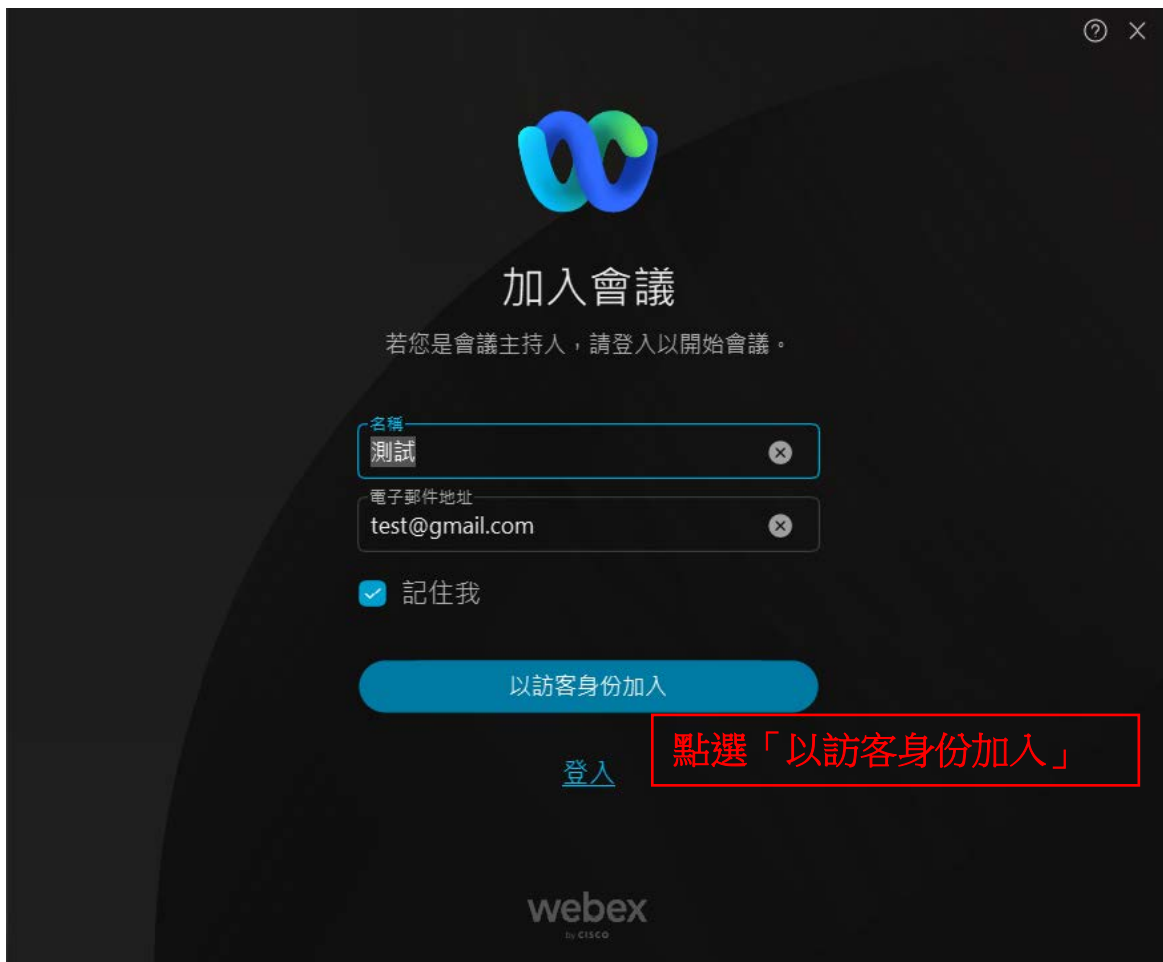 加入會議
若您是會議主持人，請登入以開始會議。
名稱
測試
電子郵件地址
test@gmail.com
記住我
以訪客身份加入
點選「以訪客身份加入」
登入
webex
by CISCO